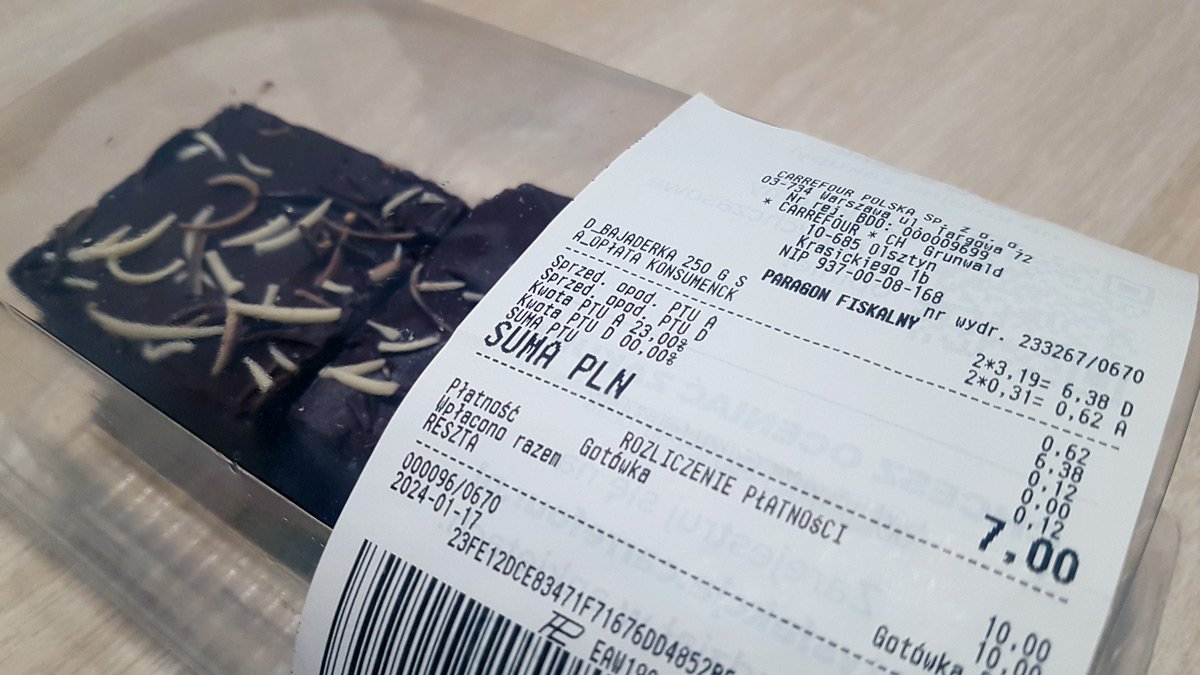 CARREFOUR POLSKA Sp. z o. o.
03-734 Warszawa ul Targowa 72
Nr rej. BDO: 000009699
* CARREFOUR * CH Grunwald
10-685 Olsztyn
Krasickiego 1b
NIP 937-00-08-168
nr wydr. 233267/0670
PARAGON FISKALNY
D_BAJADERKA 250 G S 2*3,19= 6,38 D
A_OPŁATA KONSUMENCK 2*0,31= 0,62 A
Sprzed. opod. PTU A 0,62
Sprzed. opod. PTU D 6,38
Kwota PTU A 23,00% 0,12
Kwota PTU D 00,00% 0,00
SUMA PTU 0,12
SUMA PLN 7,00
ROZLICZENIE PŁATNOŚCI
Płatność Gotówka 10,00
Wpłacono razem 10,00
RESZTA Gotówka
000096/0670
2024-01-17
23FE12DCE83471F71676DD4852